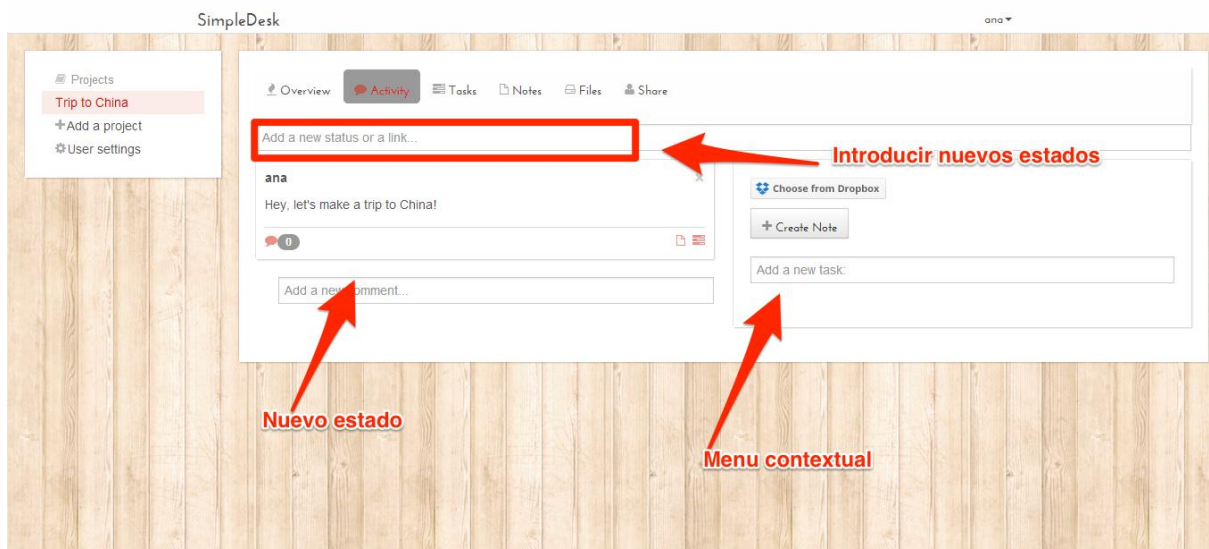 SimpleDesk
ana
Projects
Trip to China
Add a project
User settings
Overview
Activity
Tasks
Notes
Files
Share
Add a new status or a link...
Introducir nuevos estados
ana
Hey, let's make a trip to China!
0
Add a new comment...
Choose from Dropbox
Create Note
Add a new task:
Nuevo estado
Menu contextual